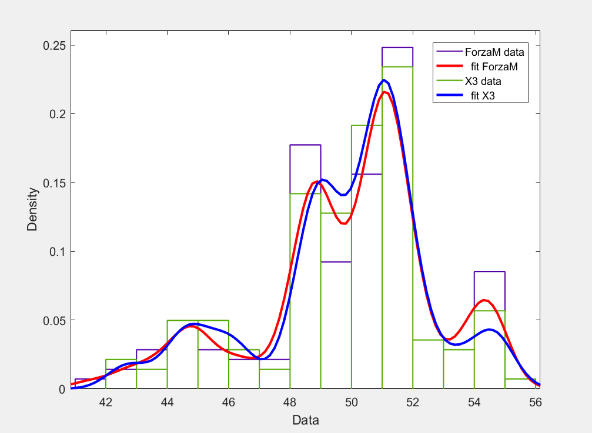 0.25
0.2
0.15
0.1
0.05
0
Density
42 44 46 48 50 52 54 56
Data
ForzaM data
fit ForzaM
X3 data
fit X3